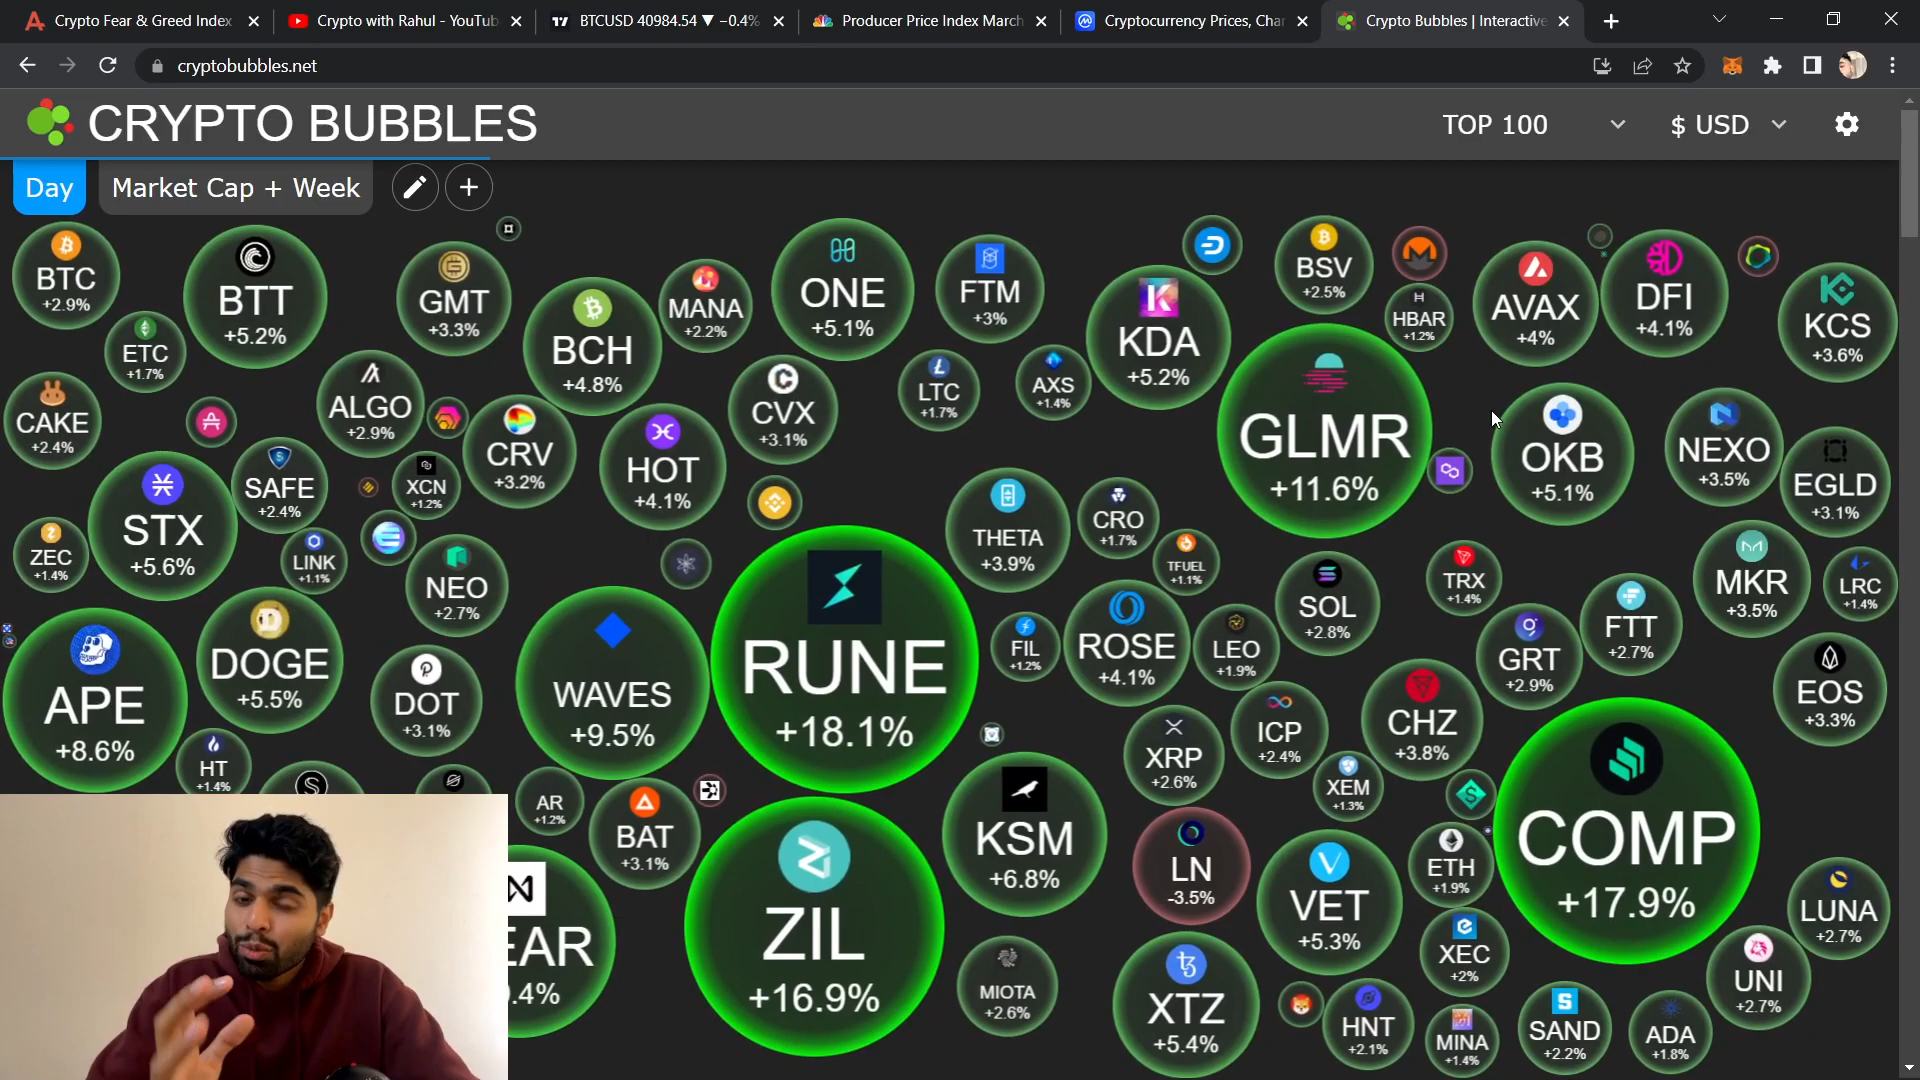 Crypto Fear & Greed Index
Crypto with Rahul - YouTub
BTCUSD 40984.54 ▼ −0.4%
Producer Price Index March
Cryptocurrency Prices, Char
Crypto Bubbles | Interactive
cryptobubbles.net
CRYPTO BUBBLES
TOP 100
$ USD
Day
Market Cap + Week
BTC
+2.9%
BTT
+5.2%
GMT
+3.3%
BCH
+4.8%
MANA
+2.2%
ONE
+5.1%
FTM
+3%
KDA
+5.2%
BSV
+2.5%
HBAR
+1.2%
AVAX
+4%
DFI
+4.1%
KCS
+3.6%
ETC
+1.7%
CAKE
+2.4%
ALGO
+2.9%
CRV
+3.2%
HOT
+4.1%
CVX
+3.1%
LTC
+1.7%
AXS
+1.4%
GLMR
+11.6%
OKB
+5.1%
NEXO
+3.5%
EGLD
+3.1%
STX
+5.6%
SAFE
+2.4%
XCN
+1.2%
ZEC
+1.4%
LINK
+1.1%
NEO
+2.7%
THETA
+3.9%
CRO
+1.7%
TFUEL
+1.1%
SOL
+2.8%
TRX
+1.4%
MKR
+3.5%
LRC
+1.4%
APE
+8.6%
DOGE
+5.5%
DOT
+3.1%
WAVES
+9.5%
RUNE
+18.1%
FIL
+1.2%
ROSE
+4.1%
LEO
+1.9%
GRT
+2.9%
FTT
+2.7%
EOS
+3.3%
HT
+1.4%
XRP
+2.6%
ICP
+2.4%
CHZ
+3.8%
XEM
+1.3%
AR
+1.2%
BAT
+3.1%
KSM
+6.8%
LN
-3.5%
VET
+5.3%
ETH
+1.9%
COMP
+17.9%
LUNA
+2.7%
EAR
.4%
ZIL
+16.9%
MIOTA
+2.6%
XTZ
+5.4%
XEC
+2%
UNI
+2.7%
HNT
+2.1%
MINA
+1.4%
SAND
+2.2%
ADA
+1.8%